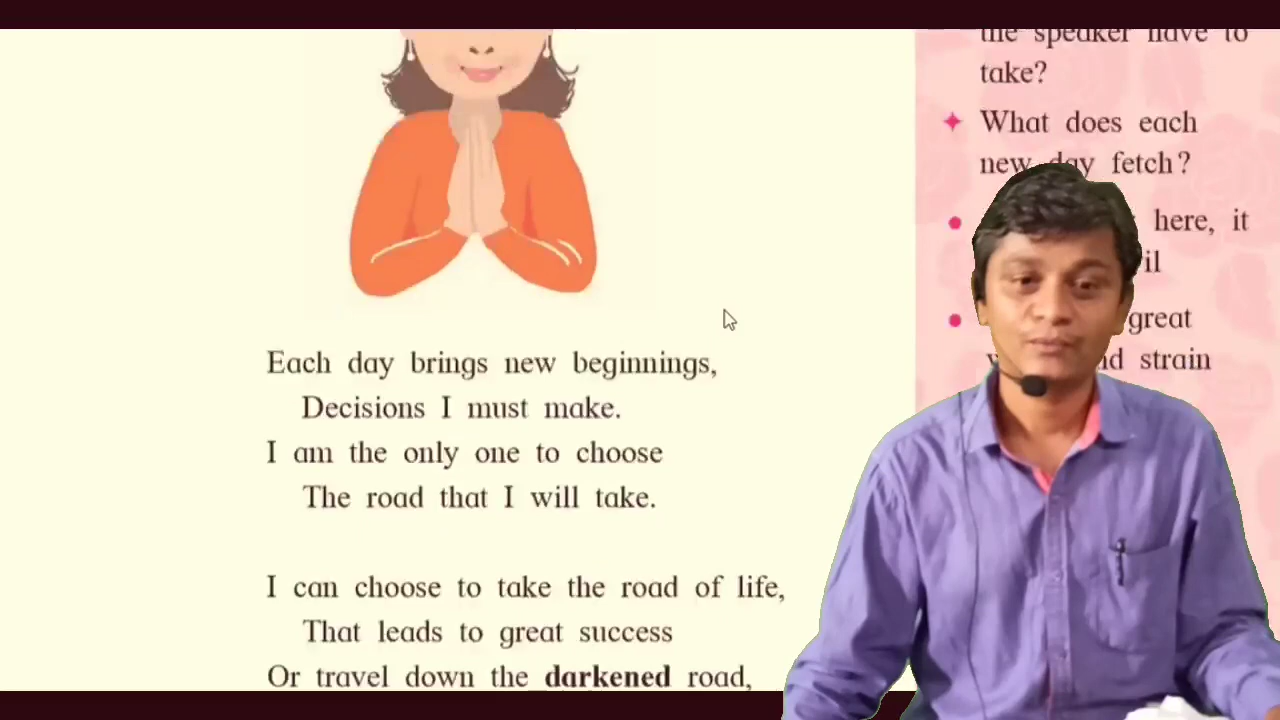 Each day brings new beginnings,
Decisions I must make.
I am the only one to choose
The road that I will take.
I can choose to take the road of life,
That leads to great success
Or travel down the darkened road,
the speaker have to
take?
What does each
new day fetch?
here, it
great
strain